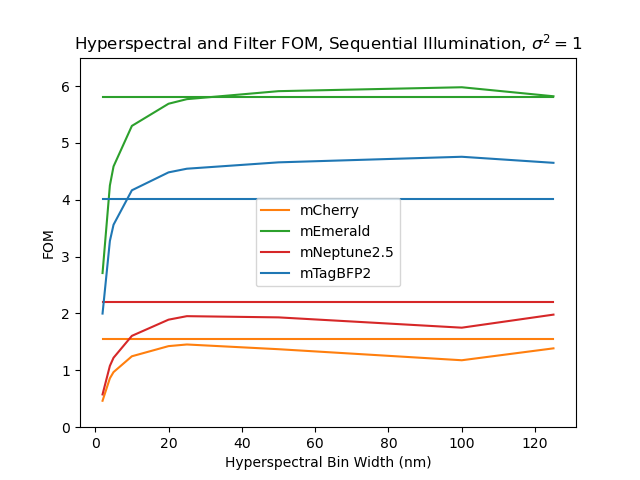 Hyperspectral and Filter FOM, Sequential Illumination, σ² = 1
FOM
6
5
4
3
2
1
0
mCherry
mEmerald
mNeptune2.5
mTagBFP2
0 20 40 60 80 100 120
Hyperspectral Bin Width (nm)